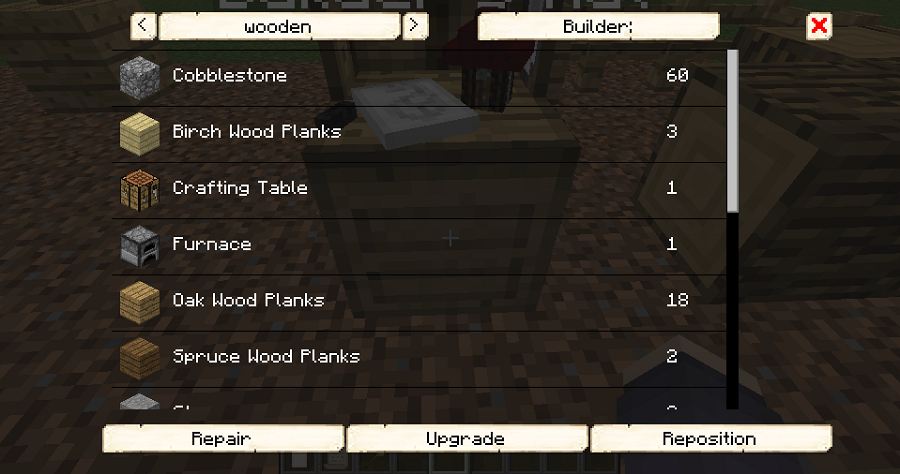 < wooden > Builder:
Cobblestone 60
Birch Wood Planks 3
Crafting Table 1
Furnace 1
Oak Wood Planks 18
Spruce Wood Planks 2
Repair Upgrade Reposition